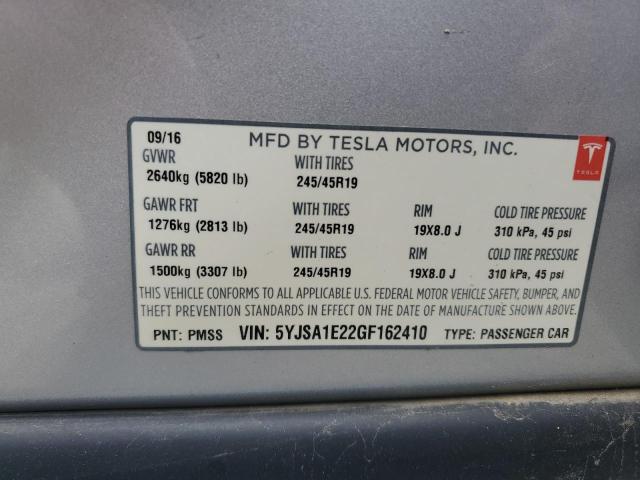 09/16 MFD BY TESLA MOTORS, INC.
GVWR WITH TIRES
2640kg (5820 lb) 245/45R19
TESLA
GAWR FRT WITH TIRES RIM COLD TIRE PRESSURE
1276kg (2813 lb) 245/45R19 19X8.0 J 310 kPa, 45 psi
GAWR RR WITH TIRES RIM COLD TIRE PRESSURE
1500kg (3307 lb) 245/45R19 19X8.0 J 310 kPa, 45 psi
THIS VEHICLE CONFORMS TO ALL APPLICABLE U.S. FEDERAL MOTOR VEHICLE SAFETY, BUMPER, AND
THEFT PREVENTION STANDARDS IN EFFECT ON THE DATE OF MANUFACTURE SHOWN ABOVE.
PNT: PMSS VIN: 5YJSA1E22GF162410 TYPE: PASSENGER CAR